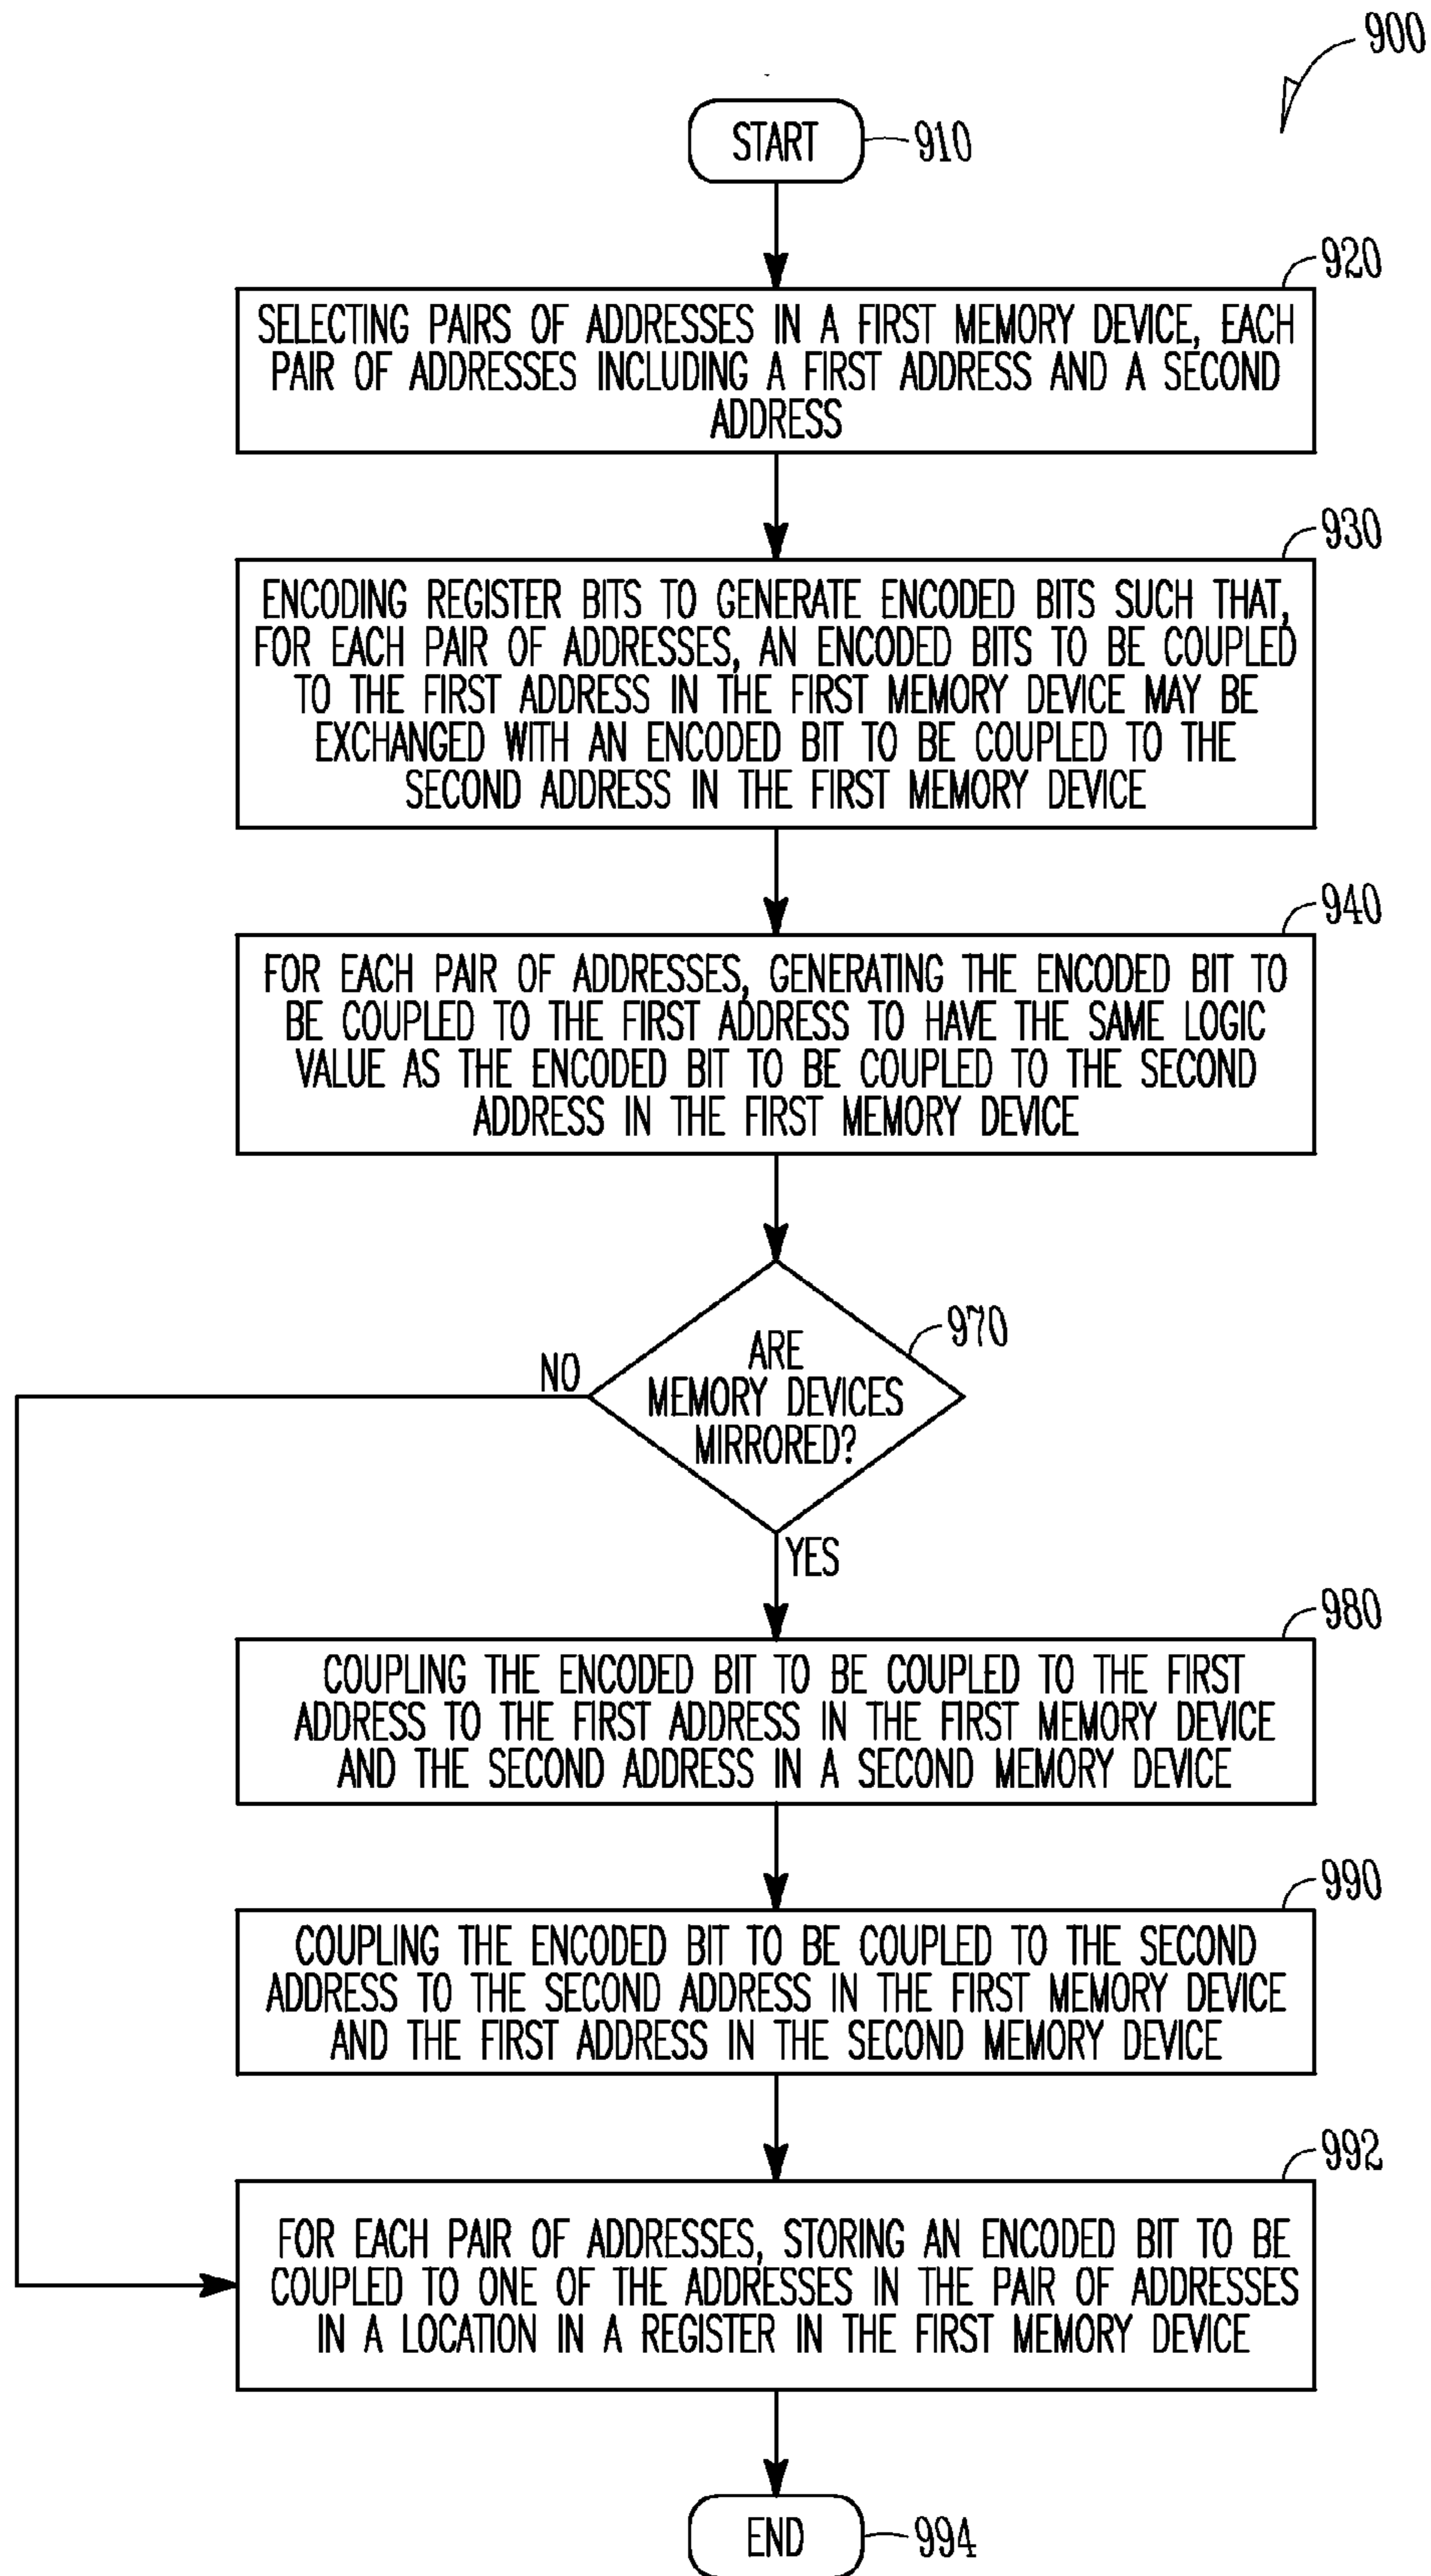 900
START
910
920
SELECTING PAIRS OF ADDRESSES IN A FIRST MEMORY DEVICE, EACH
PAIR OF ADDRESSES INCLUDING A FIRST ADDRESS AND A SECOND
ADDRESS
930
ENCODING REGISTER BITS TO GENERATE ENCODED BITS SUCH THAT,
FOR EACH PAIR OF ADDRESSES, AN ENCODED BITS TO BE COUPLED
TO THE FIRST ADDRESS IN THE FIRST MEMORY DEVICE MAY BE
EXCHANGED WITH AN ENCODED BIT TO BE COUPLED TO THE
SECOND ADDRESS IN THE FIRST MEMORY DEVICE
940
FOR EACH PAIR OF ADDRESSES, GENERATING THE ENCODED BIT TO
BE COUPLED TO THE FIRST ADDRESS TO HAVE THE SAME LOGIC
VALUE AS THE ENCODED BIT TO BE COUPLED TO THE SECOND
ADDRESS IN THE FIRST MEMORY DEVICE
970
ARE
MEMORY DEVICES
MIRRORED?
NO
YES
980
COUPLING THE ENCODED BIT TO BE COUPLED TO THE FIRST
ADDRESS TO THE FIRST ADDRESS IN THE FIRST MEMORY DEVICE
AND THE SECOND ADDRESS IN A SECOND MEMORY DEVICE
990
COUPLING THE ENCODED BIT TO BE COUPLED TO THE SECOND
ADDRESS TO THE SECOND ADDRESS IN THE FIRST MEMORY DEVICE
AND THE FIRST ADDRESS IN THE SECOND MEMORY DEVICE
992
FOR EACH PAIR OF ADDRESSES, STORING AN ENCODED BIT TO BE
COUPLED TO ONE OF THE ADDRESSES IN THE PAIR OF ADDRESSES
IN A LOCATION IN A REGISTER IN THE FIRST MEMORY DEVICE
END
994